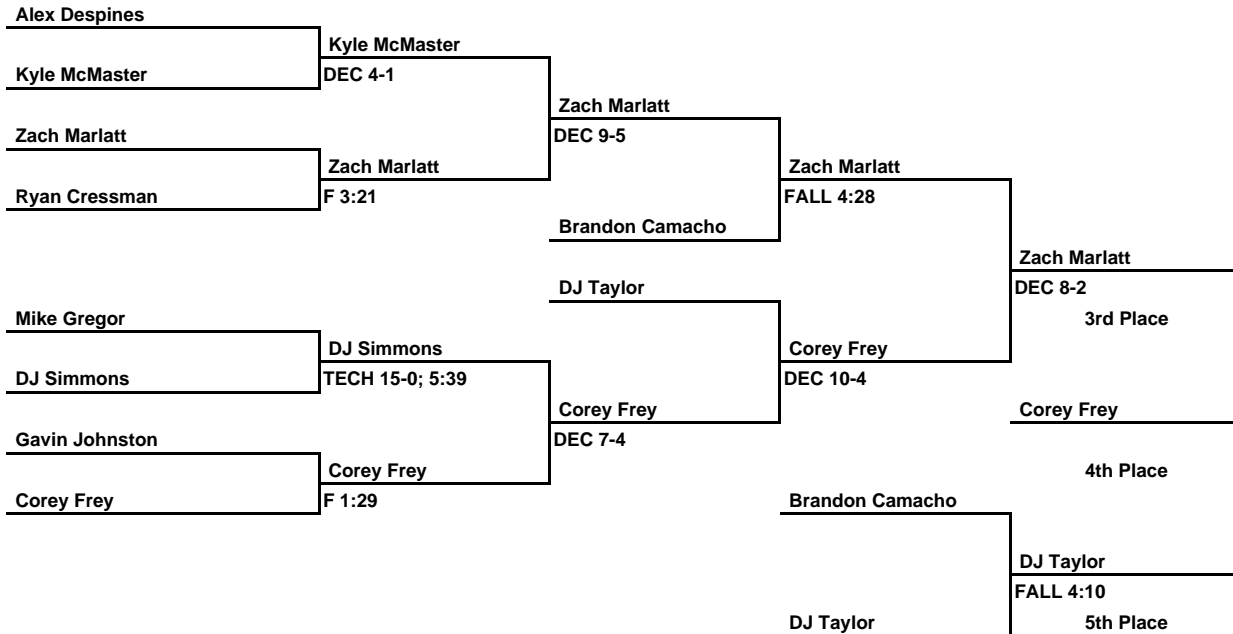 Alex Despines
Kyle McMaster
Kyle McMaster
DEC 4-1
Zach Marlatt
Zach Marlatt
DEC 9-5
Zach Marlatt
Zach Marlatt
Ryan Cressman
F 3:21
FALL 4:28
Brandon Camacho
Zach Marlatt
DJ Taylor
DEC 8-2
Mike Gregor
3rd Place
DJ Simmons
Corey Frey
DJ Simmons
TECH 15-0; 5:39
DEC 10-4
Corey Frey
Corey Frey
Gavin Johnston
DEC 7-4
Corey Frey
4th Place
Corey Frey
F 1:29
Brandon Camacho
DJ Taylor
FALL 4:10
DJ Taylor
5th Place